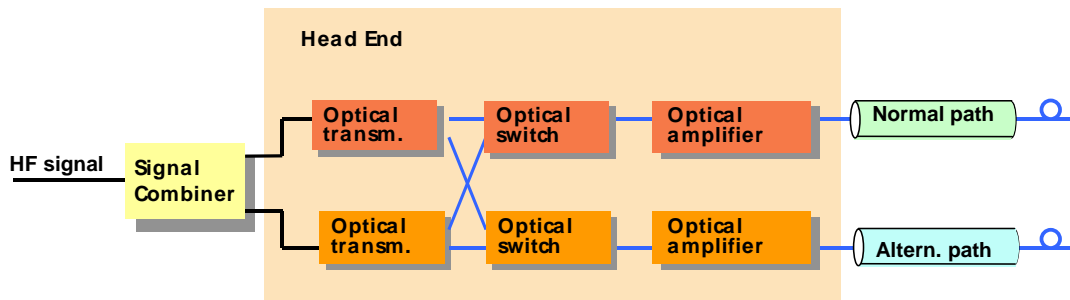 Head End
Optical
transm.
Optical
switch
Optical
amplifier
Normal path
HF signal
Signal
Combiner
Optical
transm.
Optical
switch
Optical
amplifier
Altern. path